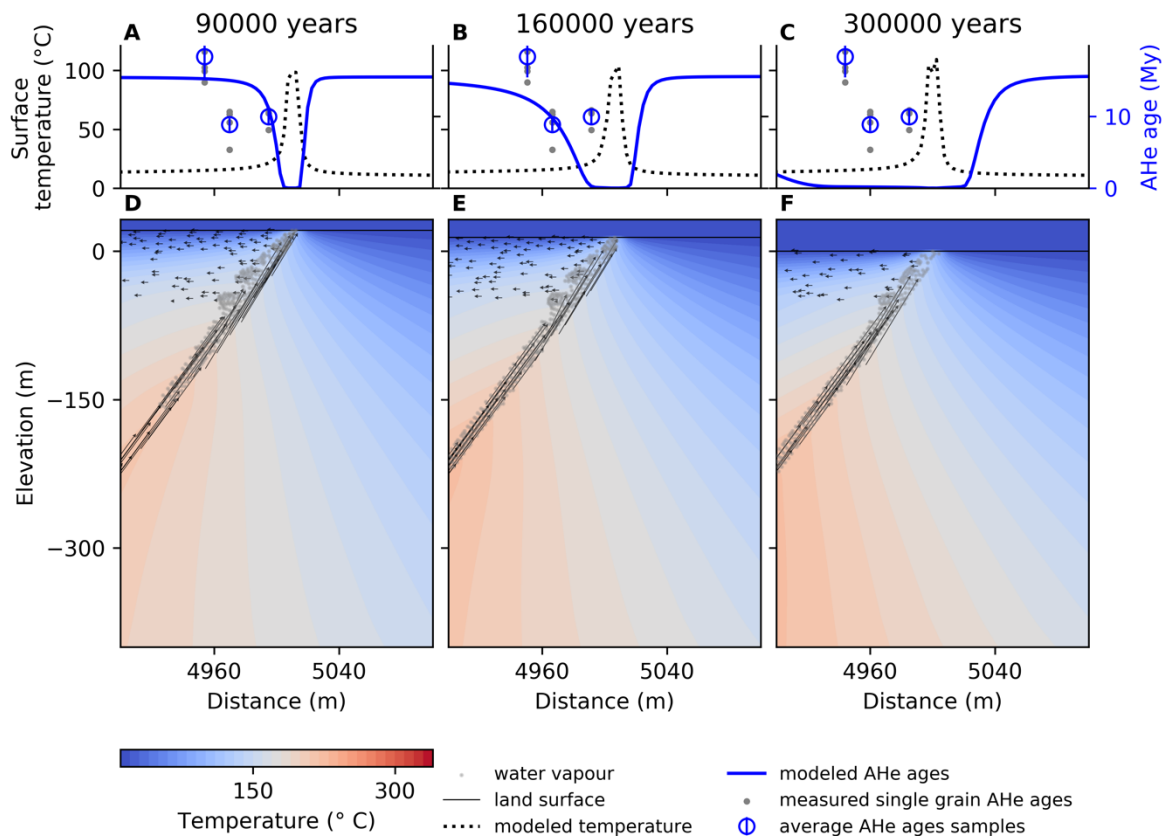 90000 years
160000 years
300000 years
A
B
C
Surface
temperature (°C)
100
50
0
10
0
AHe age (My)
D
E
F
Elevation (m)
0
−150
−300
4960
5040
4960
5040
4960
5040
Distance (m)
Distance (m)
Distance (m)
150
300
Temperature (° C)
water vapour
land surface
modeled temperature
modeled AHe ages
measured single grain AHe ages
average AHe ages samples